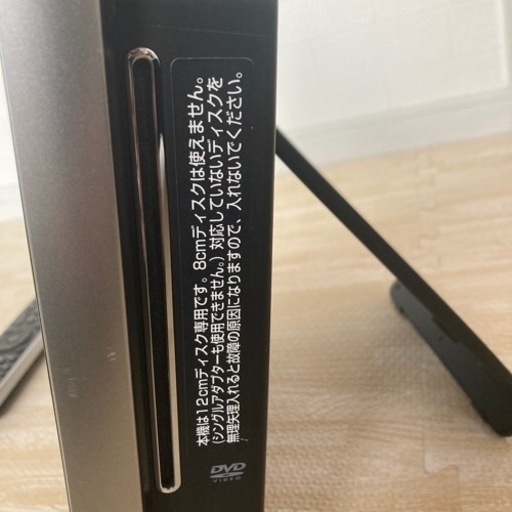 本機は12cmディスク専用です。8cmディスクは使えません。
(シングルアダプターも使用できません。)対応していないディスクを
無理矢理入れると故障の原因になりますので、入れないでください。
DVD
VIDEO